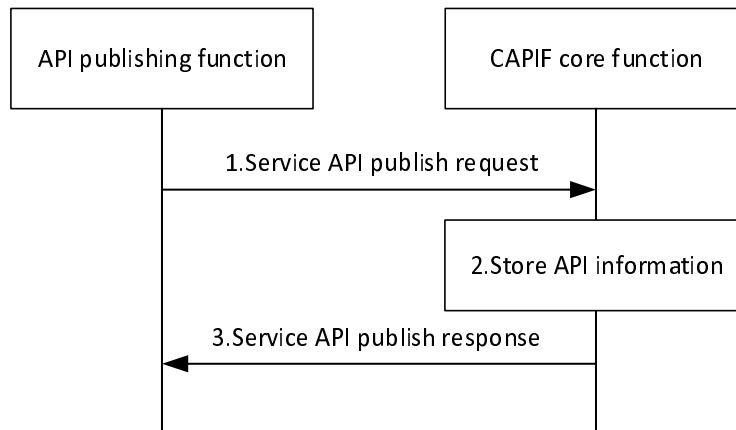 API publishing function
CAPIF core function
1.Service API publish request
2.Store API information
3.Service API publish response